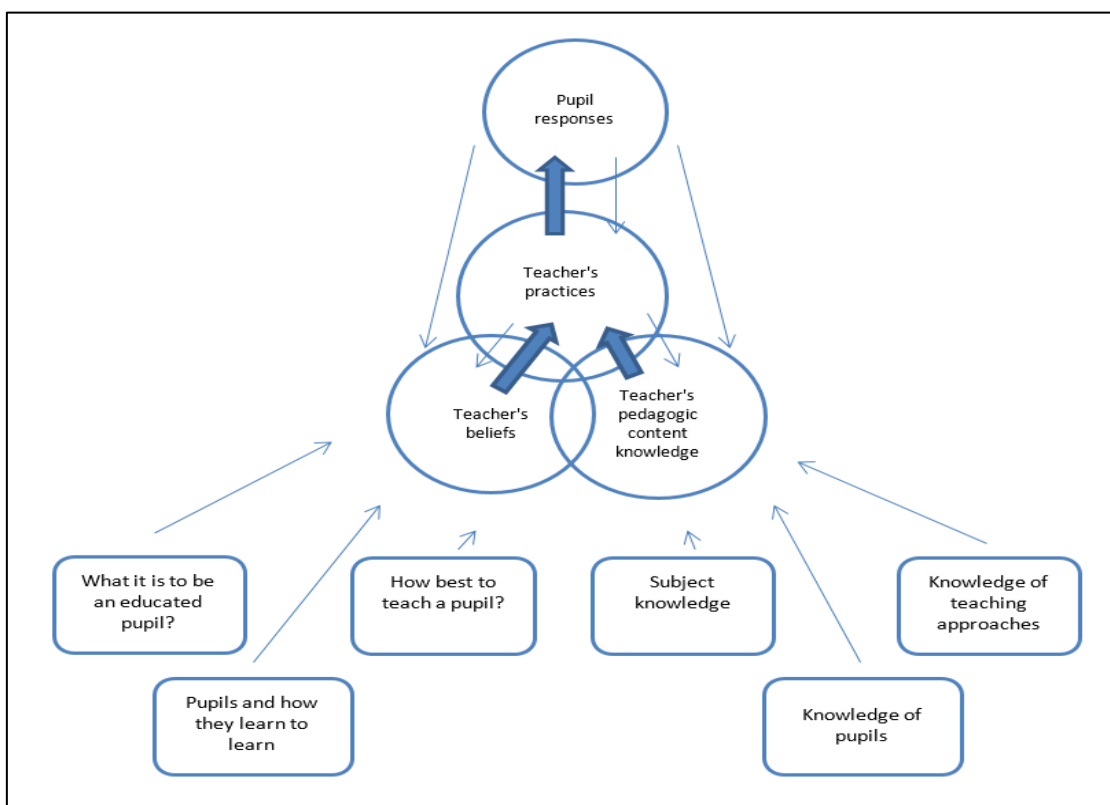 Pupil
responses
Teacher's
practices
Teacher's
beliefs
Teacher's
pedagogic
content
knowledge
What it is to be
an educated
pupil?
How best to
teach a pupil?
Subject
knowledge
Knowledge of
teaching
approaches
Pupils and how
they learn to
learn
Knowledge of
pupils